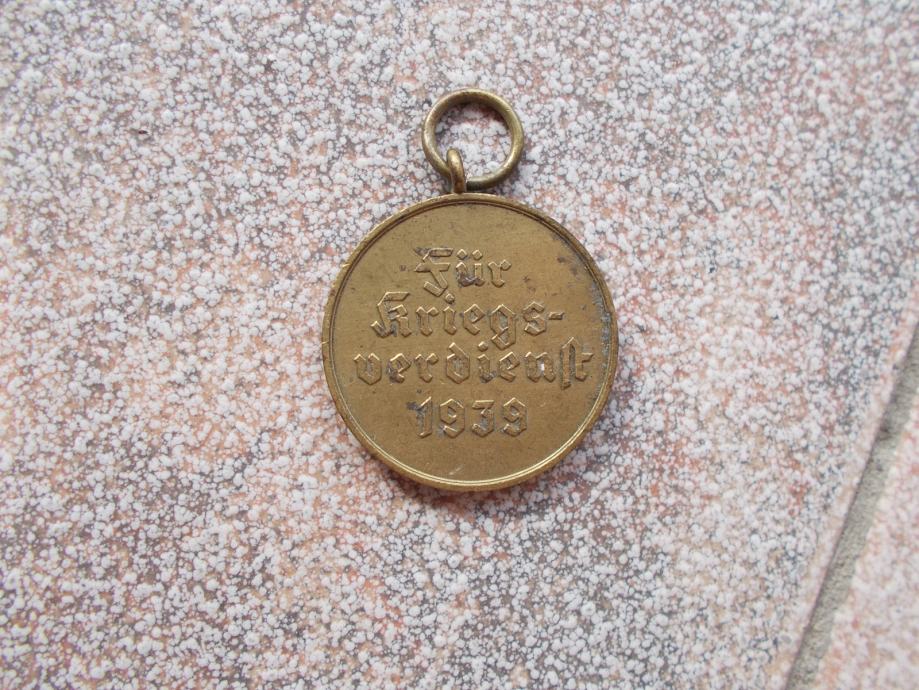 Für
Kriegs-
verdienſt
1939